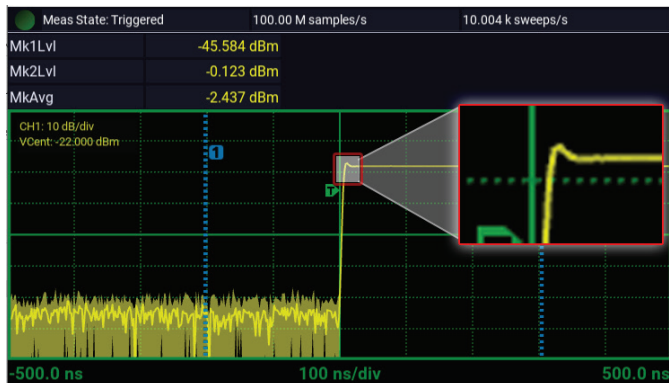 Meas State: Triggered 100.00 M samples/s 10.004 k sweeps/s
Mk1Lvl -45.584 dBm
Mk2Lvl -0.123 dBm
MkAvg -2.437 dBm
CH1: 10 dB/div
VCent: -22.000 dBm
1
T
-500.0 ns 100 ns/div 500.0 ns